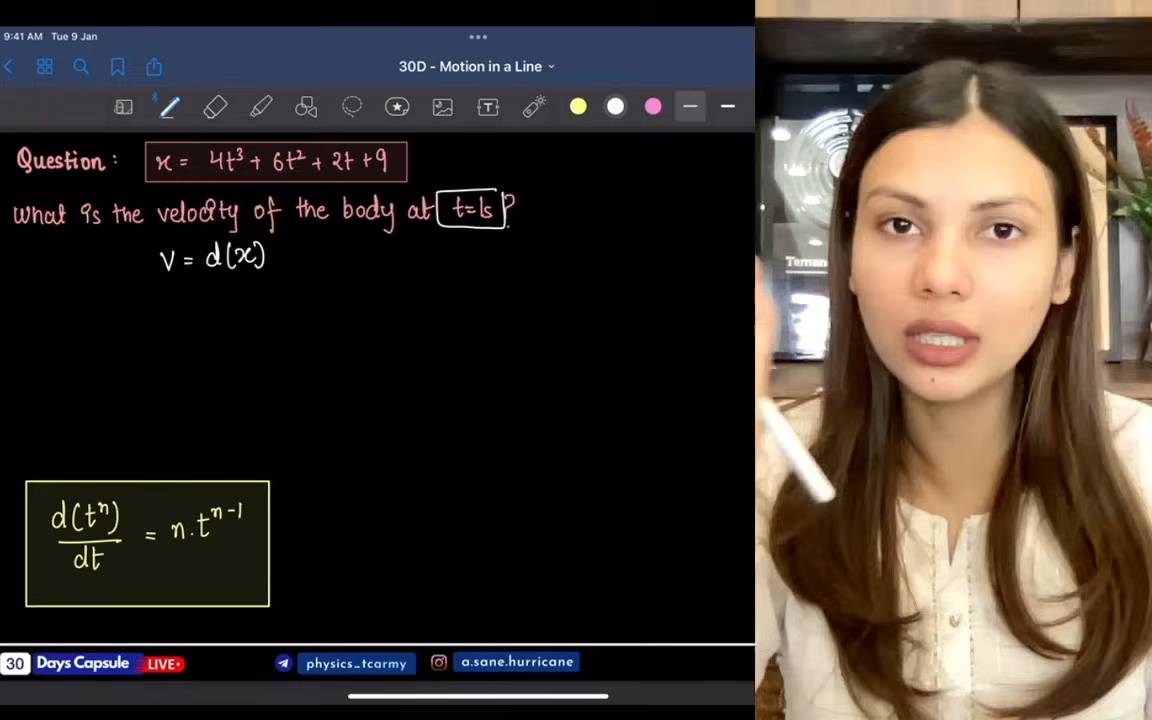 9:41 AM Tue 9 Jan
30D - Motion in a Line
Question: x = 4t³ + 6t² + 2t + 9
What is the velocity of the body at t=1s?
v = d(x)
d(tⁿ)
dt
= n.tⁿ⁻¹
30 Days Capsule LIVE
physics_tcarmy
a.sane.hurricane